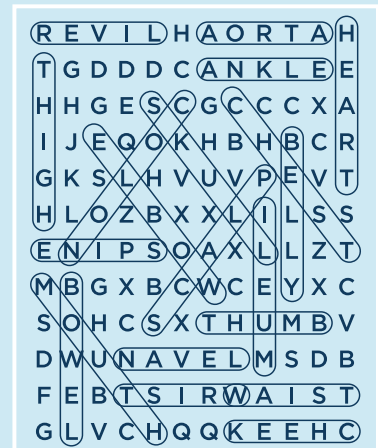 R E V I L H A O R T A H
T G D D D C A N K L E E
H H G E S C G C C C X A
I J E Q O K H B H B C R
G K S L H V U V P E V T
H L O Z B X X L I L S S
E N I P S O A X L L Z T
M B G X B C W C E Y X C
S O H C S X T H U M B V
D W U N A V E L M S D B
F E B T S I R W A I S T
G L V C H Q Q K E E H C